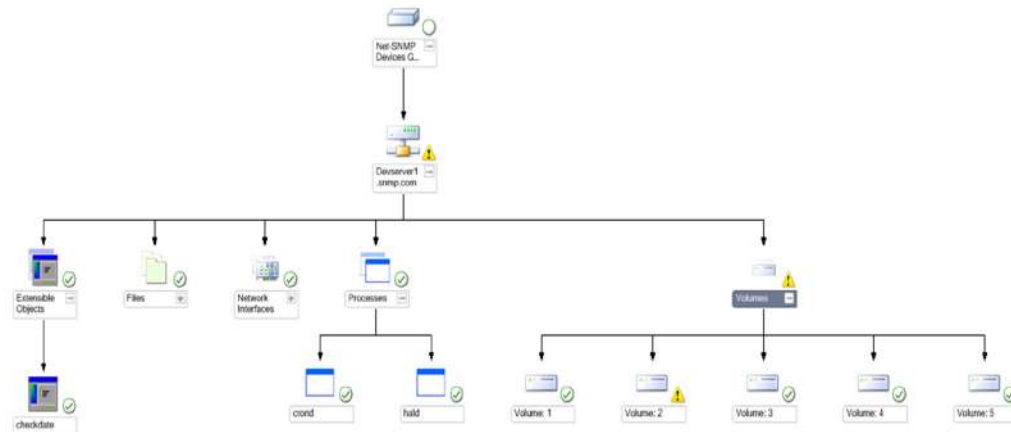 Net-SNMP
Devices G...
Devserver1
.snmp.com
Extensible
Objects
Files
Network
Interfaces
Processes
Volumes
checkdate
crond
hald
Volume: 1
Volume: 2
Volume: 3
Volume: 4
Volume: 5